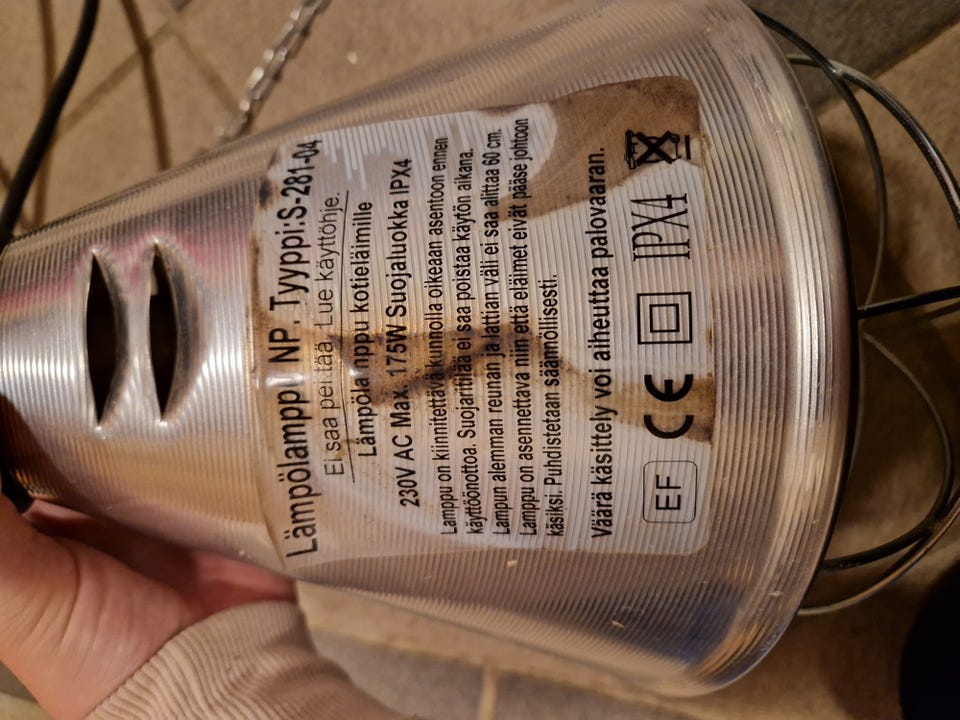 Lämpölamppu NP. Tyyppi:S-281-04
Ei saa peittää. Lue käyttöohje.
Lämpölamppu kotieläimille
230V AC Max. 175W Suojaluokka IPX4
Lamppu on kiinnitettävä kunnolla oikeaan asentoon ennen
käyttöönottoa. Suojaritilää ei saa poistaa käytön aikana.
Lampun alemman reunan ja lattian väli ei saa alittaa 60 cm.
Lamppu on asennettava niin että eläimet eivät pääse johtoon
käsiksi. Puhdistetaan säännöllisesti.
Väärä käsittely voi aiheuttaa palovaaran.
EF CE IPX4